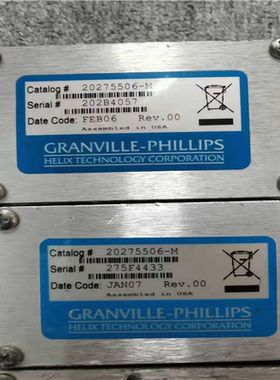 Catalog # 20275506-M
Serial # 202B4057
Date Code: FEB06 Rev.00
Assembled in USA
GRANVILLE-PHILLIPS
HELIX TECHNOLOGY CORPORATION
Catalog # 20275506-M
Serial # 275F4433
Date Code: JAN07 Rev.00
Assembled in USA
GRANVILLE-PHILLIPS
HELIX TECHNOLOGY CORPORATION